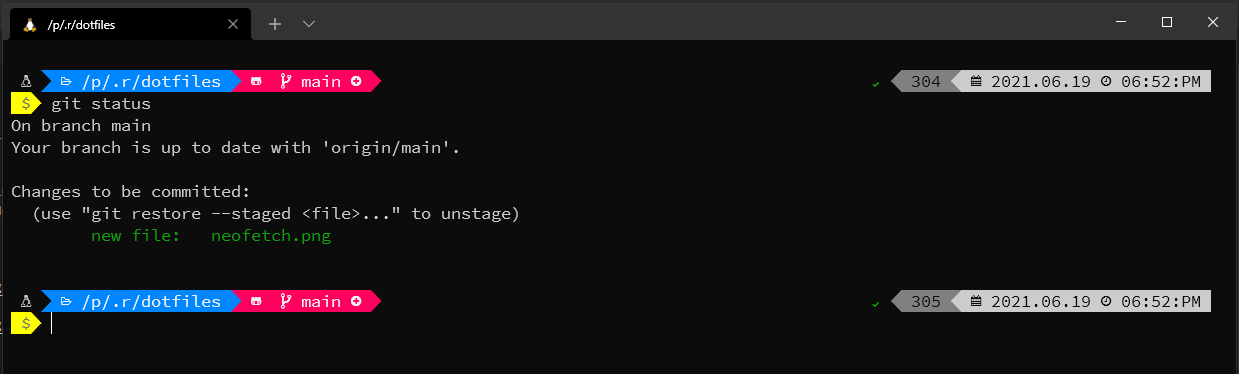 /p/.r/dotfiles
/p/.r/dotfiles main 304 2021.06.19 06:52:PM
$ git status
On branch main
Your branch is up to date with 'origin/main'.
Changes to be committed:
(use "git restore --staged <file>..." to unstage)
new file: neofetch.png
/p/.r/dotfiles main 305 2021.06.19 06:52:PM
$